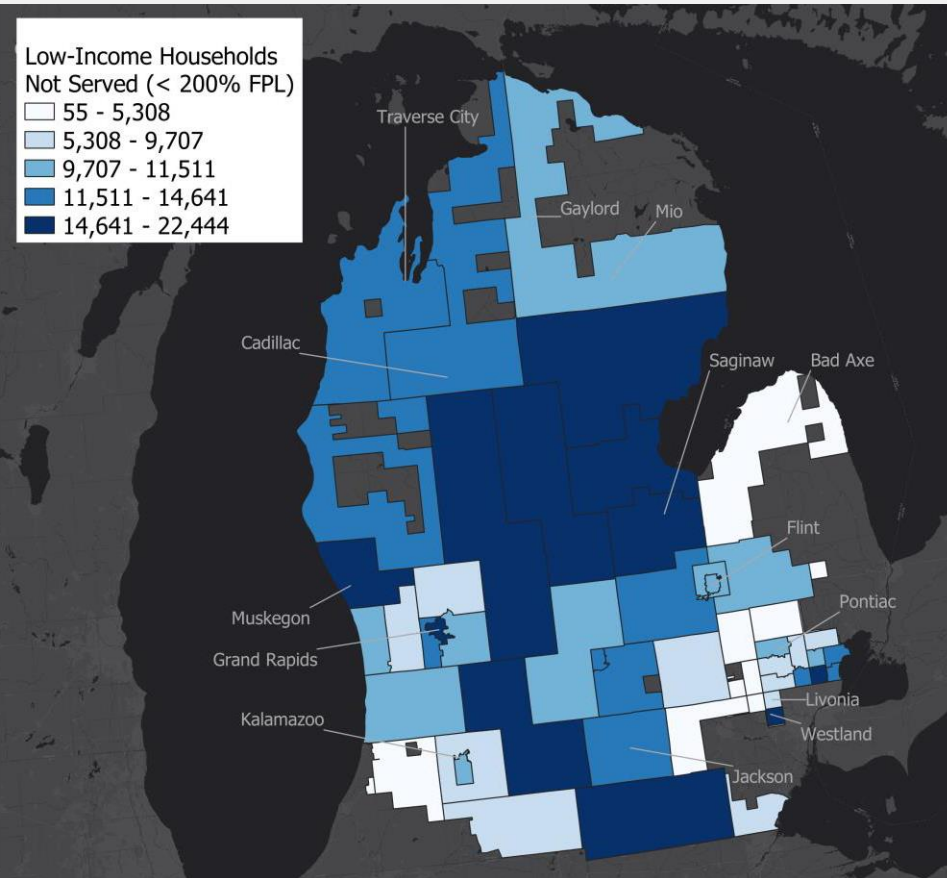 Low-Income Households
Not Served (< 200% FPL)
55 - 5,308
5,308 - 9,707
9,707 - 11,511
11,511 - 14,641
14,641 - 22,444
Traverse City
Gaylord
Mio
Cadillac
Saginaw
Bad Axe
Flint
Pontiac
Muskegon
Grand Rapids
Livonia
Kalamazoo
Westland
Jackson